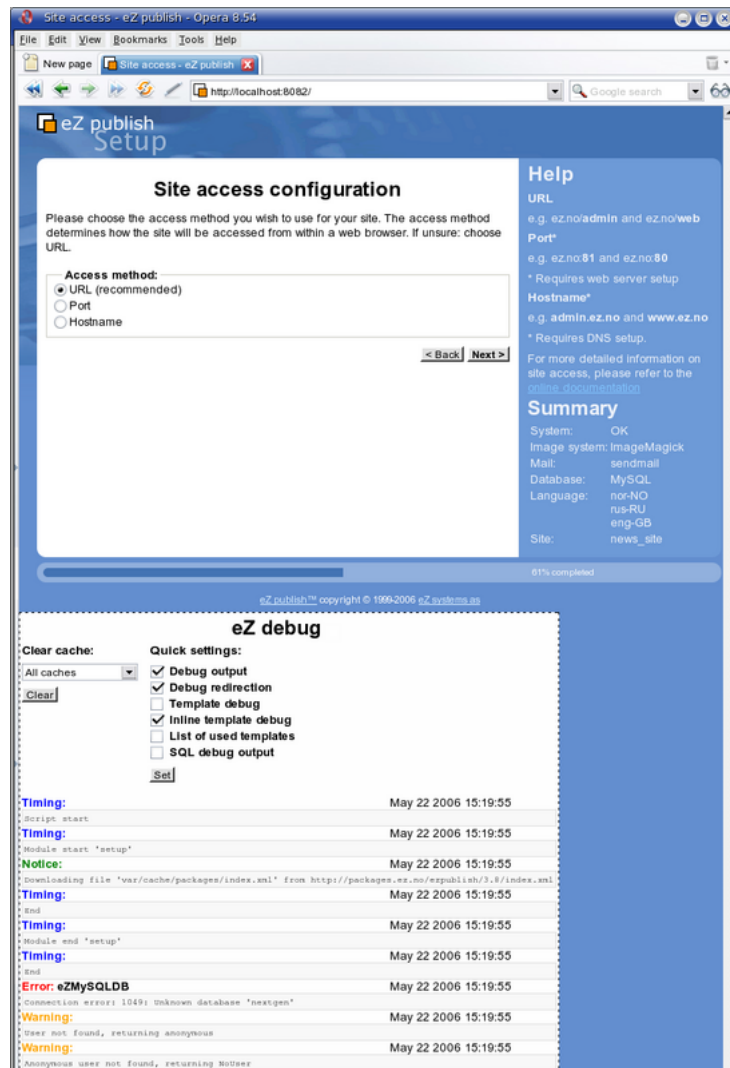 Site access - eZ publish - Opera 8.54
File Edit View Bookmarks Tools Help
New page
Site access - eZ publish
http://localhost:8082/
Google search
eZ publish
Setup
Site access configuration
Please choose the access method you wish to use for your site. The access method
determines how the site will be accessed from within a web browser. If unsure: choose
URL.
Access method:
URL (recommended)
Port
Hostname
< Back Next >
Help
URL
e.g. ez.no/admin and ez.no/web
Port*
e.g. ez.no:81 and ez.no:80
* Requires web server setup
Hostname*
e.g. admin.ez.no and www.ez.no
* Requires DNS setup.
For more detailed information on
site access, please refer to the
online documentation
Summary
System: OK
Image system: ImageMagick
Mail: sendmail
Database: MySQL
Language: nor-NO
rus-RU
eng-GB
Site: news_site
61% completed
eZ publish™ copyright © 1999-2006 eZ systems as
eZ debug
Clear cache:
All caches
Clear
Quick settings:
Debug output
Debug redirection
Template debug
Inline template debug
List of used templates
SQL debug output
Set
Timing: May 22 2006 15:19:55
Script start
Timing: May 22 2006 15:19:55
Module start 'setup'
Notice: May 22 2006 15:19:55
Downloading file 'var/cache/packages/index.xml' from http://packages.ez.no/ezpublish/3.8/index.xml
Timing: May 22 2006 15:19:55
End
Timing: May 22 2006 15:19:55
Module end 'setup'
Timing: May 22 2006 15:19:55
End
Error: eZMySQLDB May 22 2006 15:19:55
Connection error: 1049: Unknown database 'nextgen'
Warning: May 22 2006 15:19:55
User not found, returning anonymous
Warning: May 22 2006 15:19:55
Anonymous user not found, returning NoUser